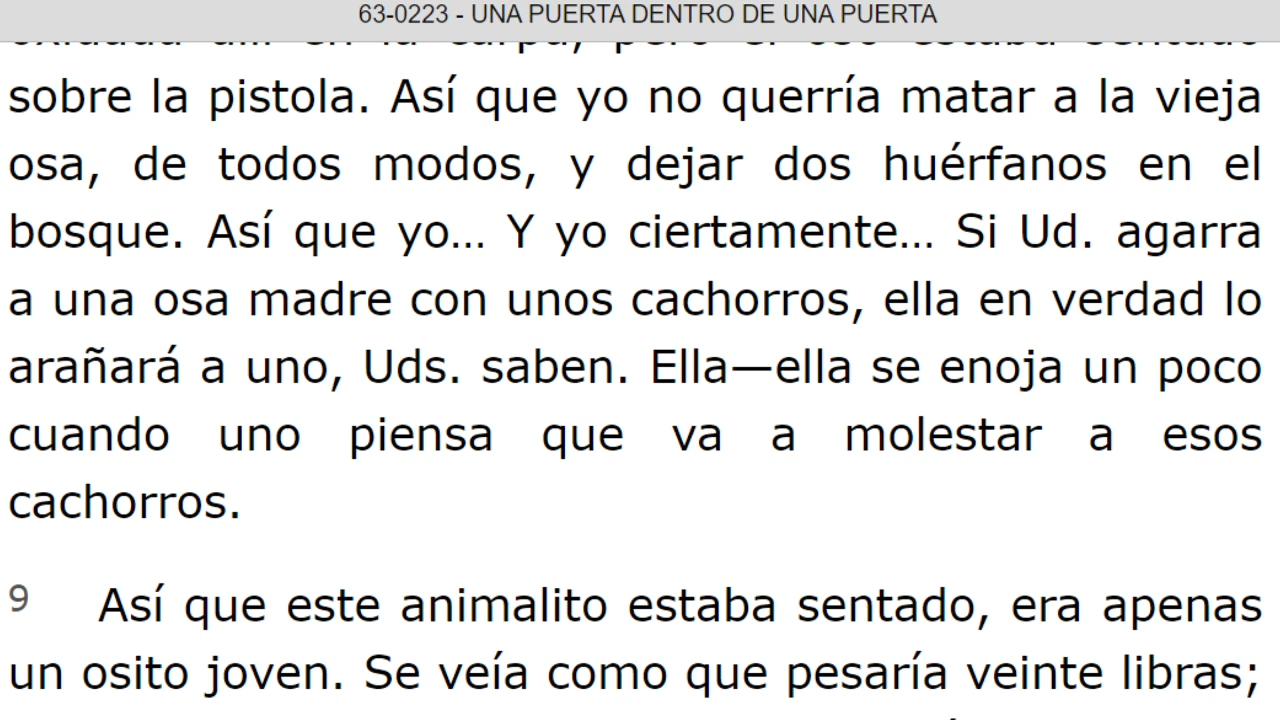 63-0223 - UNA PUERTA DENTRO DE UNA PUERTA
sobre la pistola. Así que yo no querría matar a la vieja
osa, de todos modos, y dejar dos huérfanos en el
bosque. Así que yo… Y yo ciertamente… Si Ud. agarra
a una osa madre con unos cachorros, ella en verdad lo
arañará a uno, Uds. saben. Ella—ella se enoja un poco
cuando uno piensa que va a molestar a esos
cachorros.
9 Así que este animalito estaba sentado, era apenas
un osito joven. Se veía como que pesaría veinte libras;